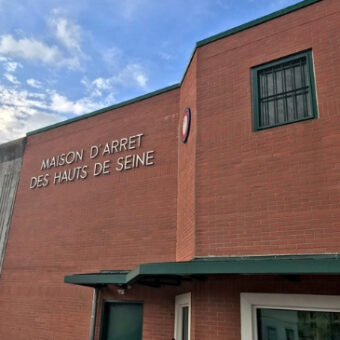 MAISON D'ARRET
DES HAUTS DE SEINE